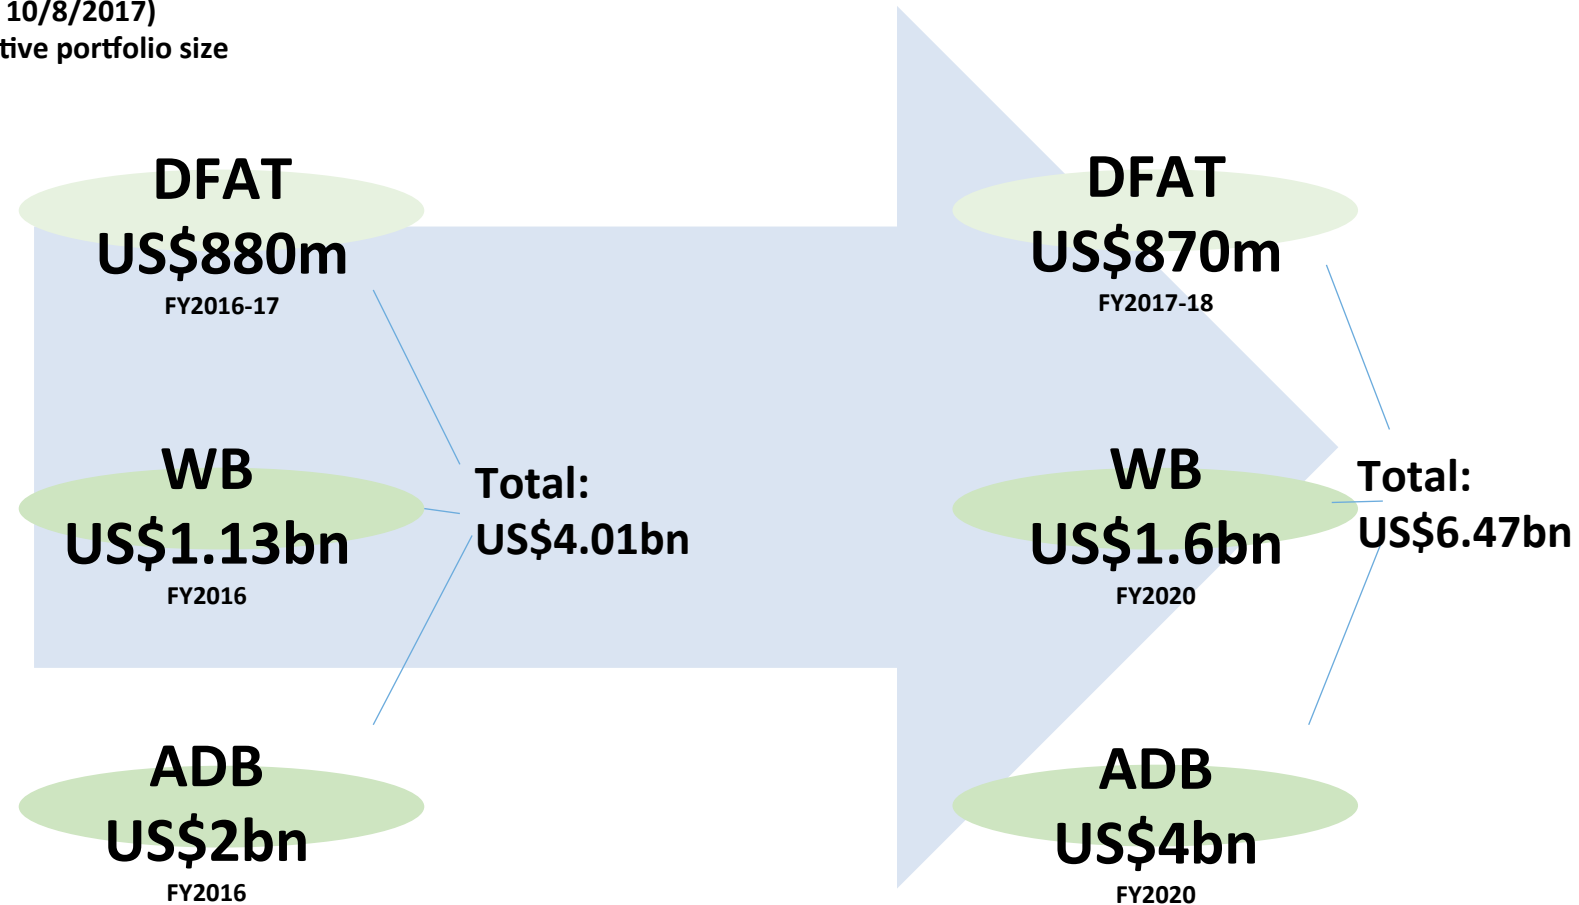 10/8/2017)
tive portfolio size
DFAT
US$880m
FY2016-17
WB
US$1.13bn
FY2016
ADB
US$2bn
FY2016
Total:
US$4.01bn
DFAT
US$870m
FY2017-18
WB
US$1.6bn
FY2020
ADB
US$4bn
FY2020
Total:
US$6.47bn